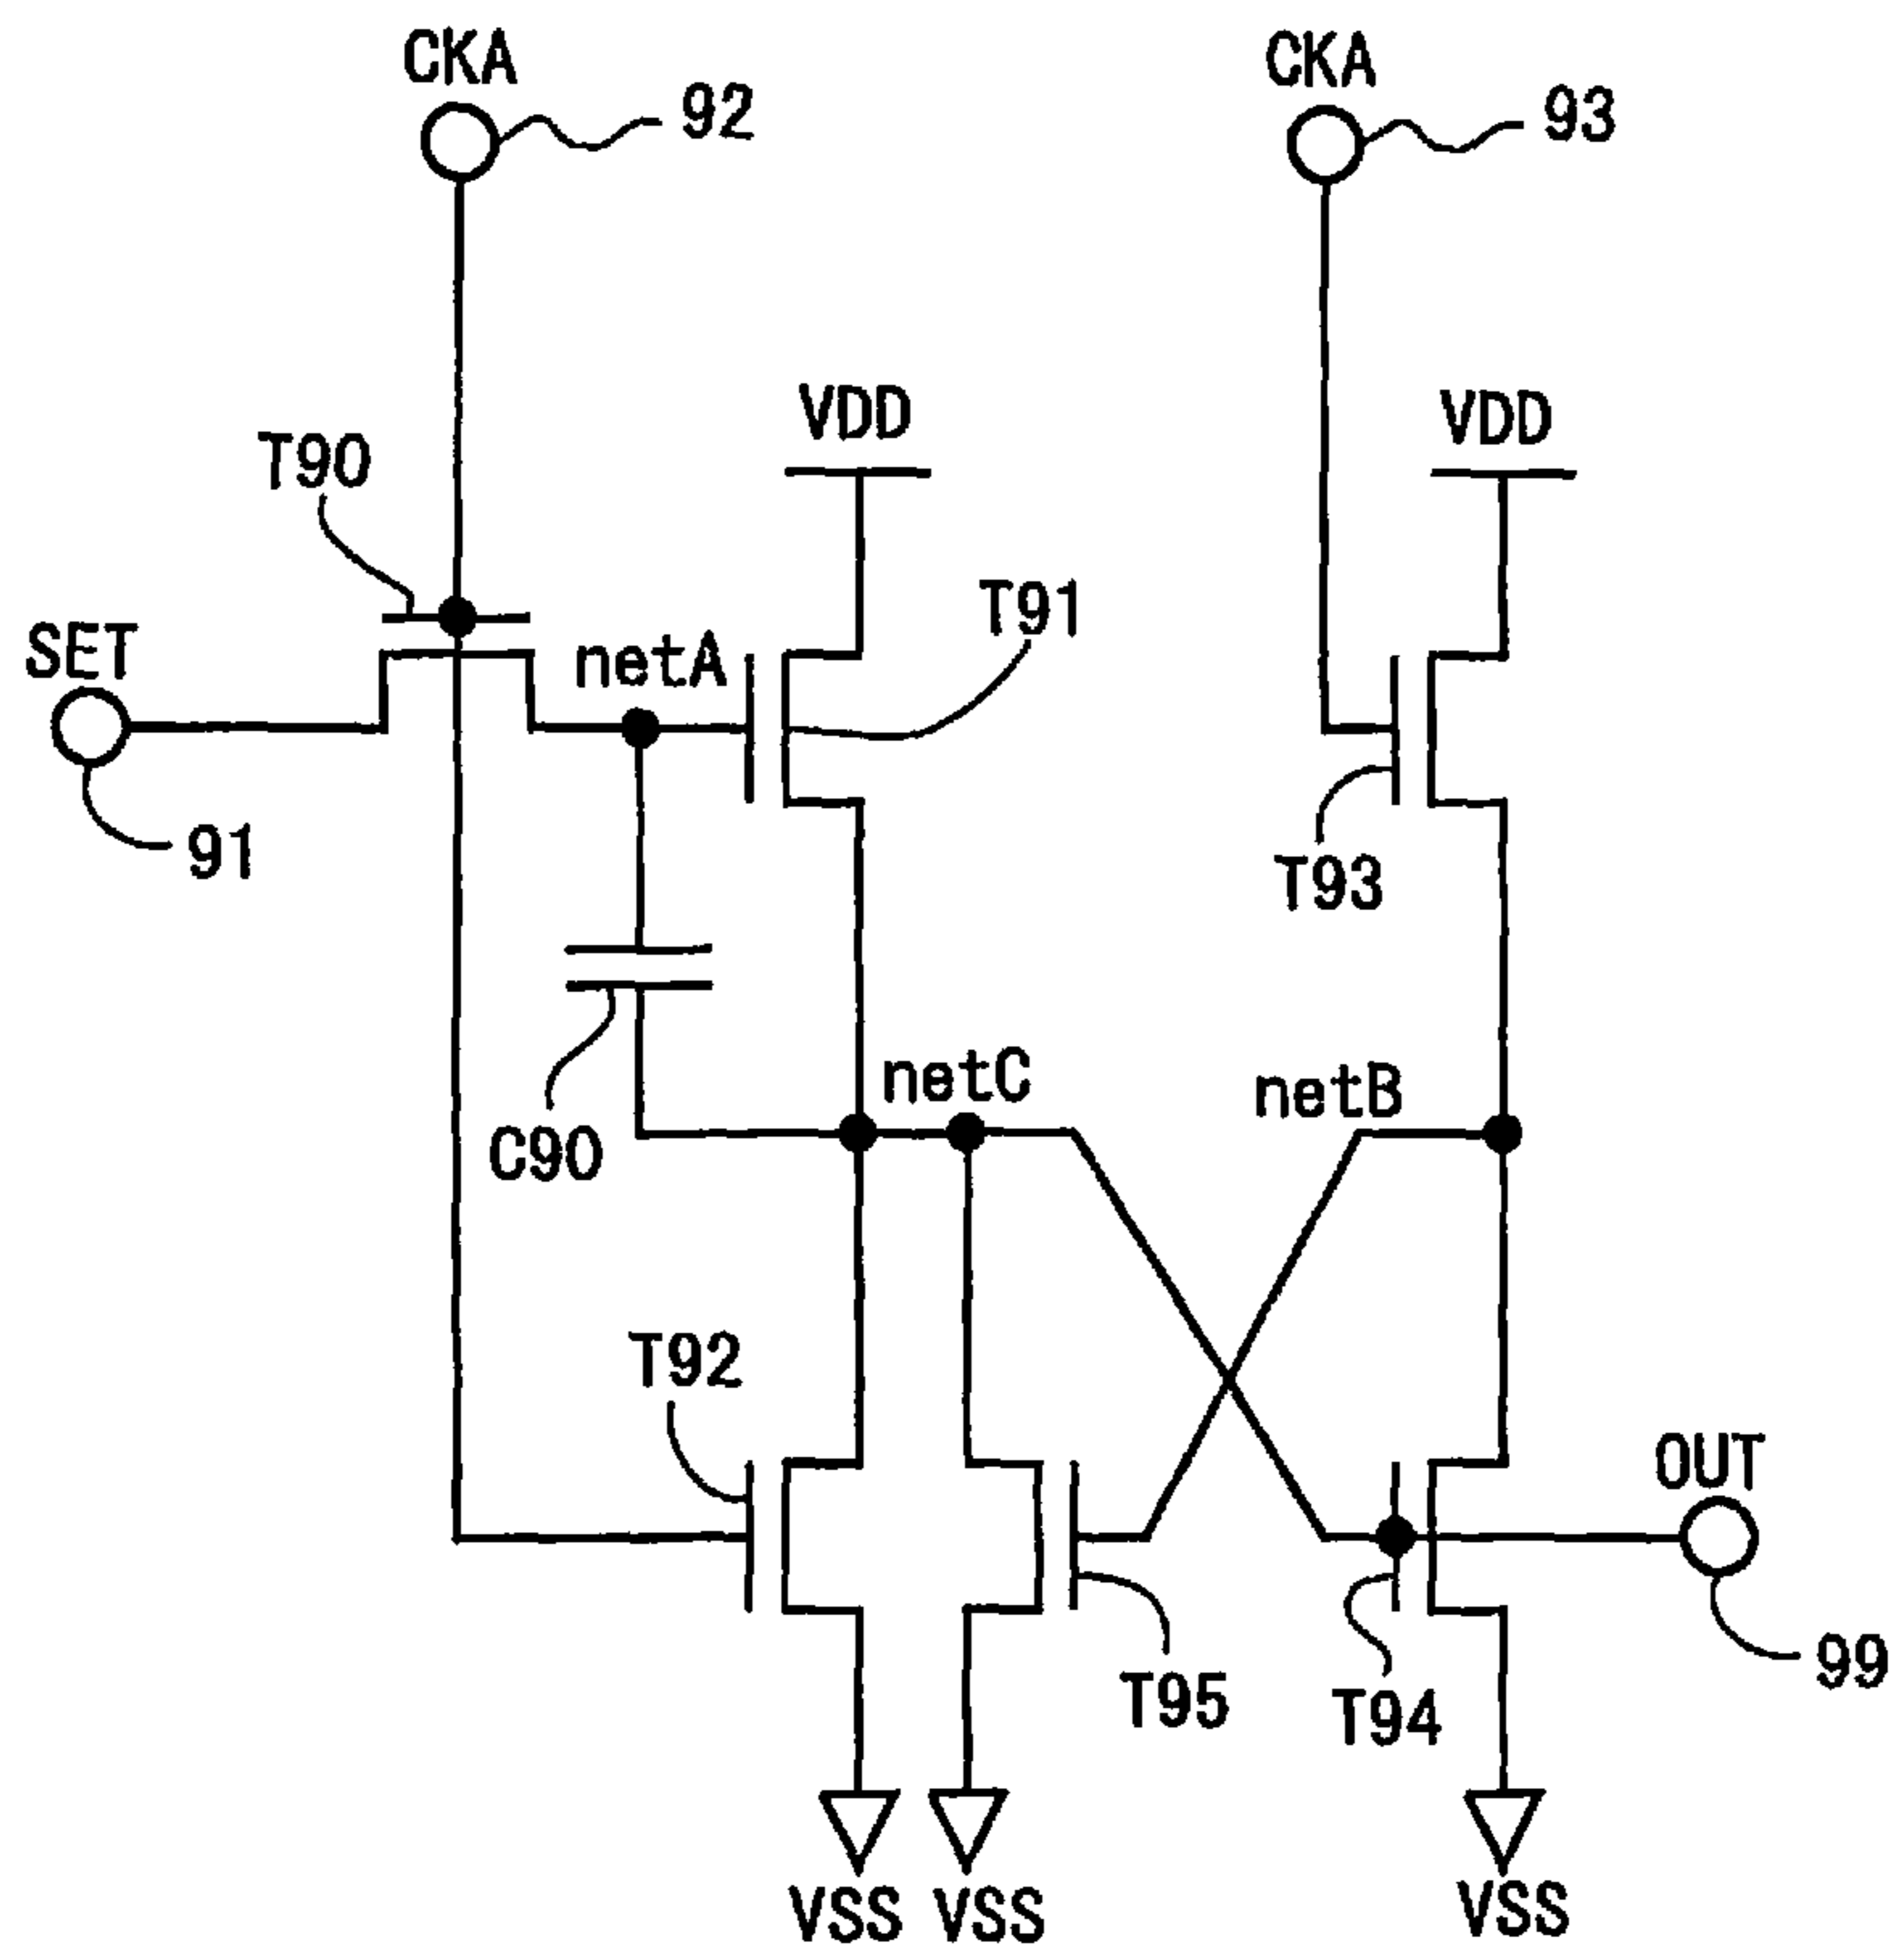 CKA
CKA
92
93
VDD
VDD
T90
T91
SET
netA
91
T93
netC
netB
C90
T92
OUT
99
T95
T94
VSS
VSS
VSS